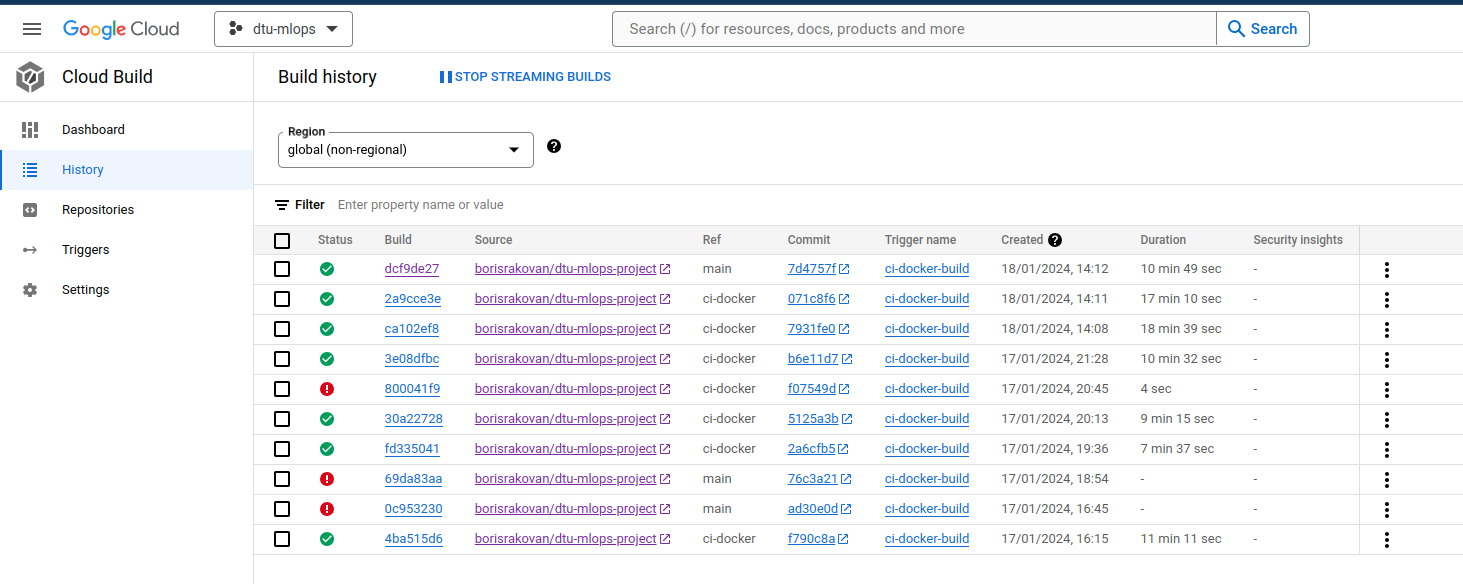 Google Cloud dtu-mlops Search (/) for resources, docs, products and more Search
Cloud Build Build history STOP STREAMING BUILDS
Dashboard
History
Repositories
Triggers
Settings
Region
global (non-regional) ?
Filter Enter property name or value
Status Build Source Ref Commit Trigger name Created ? Duration Security insights
dcf9de27 borisrakovan/dtu-mlops-project main 7d4757f ci-docker-build 18/01/2024, 14:12 10 min 49 sec -
2a9cce3e borisrakovan/dtu-mlops-project ci-docker 071c8f6 ci-docker-build 18/01/2024, 14:11 17 min 10 sec -
ca102ef8 borisrakovan/dtu-mlops-project ci-docker 7931fe0 ci-docker-build 18/01/2024, 14:08 18 min 39 sec -
3e08dfbc borisrakovan/dtu-mlops-project ci-docker b6e11d7 ci-docker-build 17/01/2024, 21:28 10 min 32 sec -
800041f9 borisrakovan/dtu-mlops-project ci-docker f07549d ci-docker-build 17/01/2024, 20:45 4 sec -
30a22728 borisrakovan/dtu-mlops-project ci-docker 5125a3b ci-docker-build 17/01/2024, 20:13 9 min 15 sec -
fd335041 borisrakovan/dtu-mlops-project ci-docker 2a6cfb5 ci-docker-build 17/01/2024, 19:36 7 min 37 sec -
69da83aa borisrakovan/dtu-mlops-project main 76c3a21 ci-docker-build 17/01/2024, 18:54 - -
0c953230 borisrakovan/dtu-mlops-project main ad30e0d ci-docker-build 17/01/2024, 16:45 - -
4ba515d6 borisrakovan/dtu-mlops-project ci-docker f790c8a ci-docker-build 17/01/2024, 16:15 11 min 11 sec -